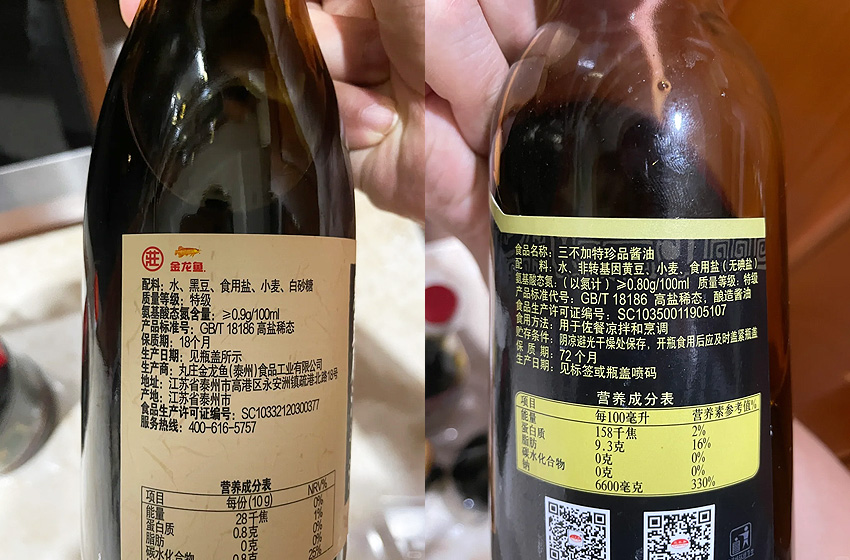 莊
金龙鱼
配料：水、黑豆、食用盐、小麦、白砂糖
质量等级：特级
氨基酸态氮含量：≥0.9g/100ml
产品标准号：GB/T 18186 高盐稀态
保质期：18个月
生产日期：见瓶盖所示
生产商：丸庄金龙鱼(泰州)食品工业有限公司
地址：江苏省泰州市高港区永安洲镇疏港北路18号
产地：江苏省泰州市
食品生产许可证编号：SC10332120300377
服务热线：400-616-5757
营养成分表
项目 每份(10 g) NRV%
能量 28千焦 0%
蛋白质 0.8克 1%
脂肪 0克 0%
碳水化合物 0.8克 0%
25%
食品名称：三不加特珍品酱油
配 料：水、非转基因黄豆、小麦、食用盐（无碘盐）
氨基酸态氮：（以氮计）≥0.80g/100ml 质量等级：特级
产品标准代号：GB/T 18186 高盐稀态，酿造酱油
食品生产许可证编号：SC10350011905107
食用方法：用于佐餐凉拌和烹调
贮存条件：阴凉避光干燥处保存，开瓶食用后应及时盖紧瓶盖
保 质 期：72个月
生产日期：见标签或瓶盖喷码
营养成分表
项目 每100毫升 营养素参考值%
能量 158千焦 2%
蛋白质 9.3克 16%
脂肪 0克 0%
碳水化合物 0克 0%
钠 6600毫克 330%